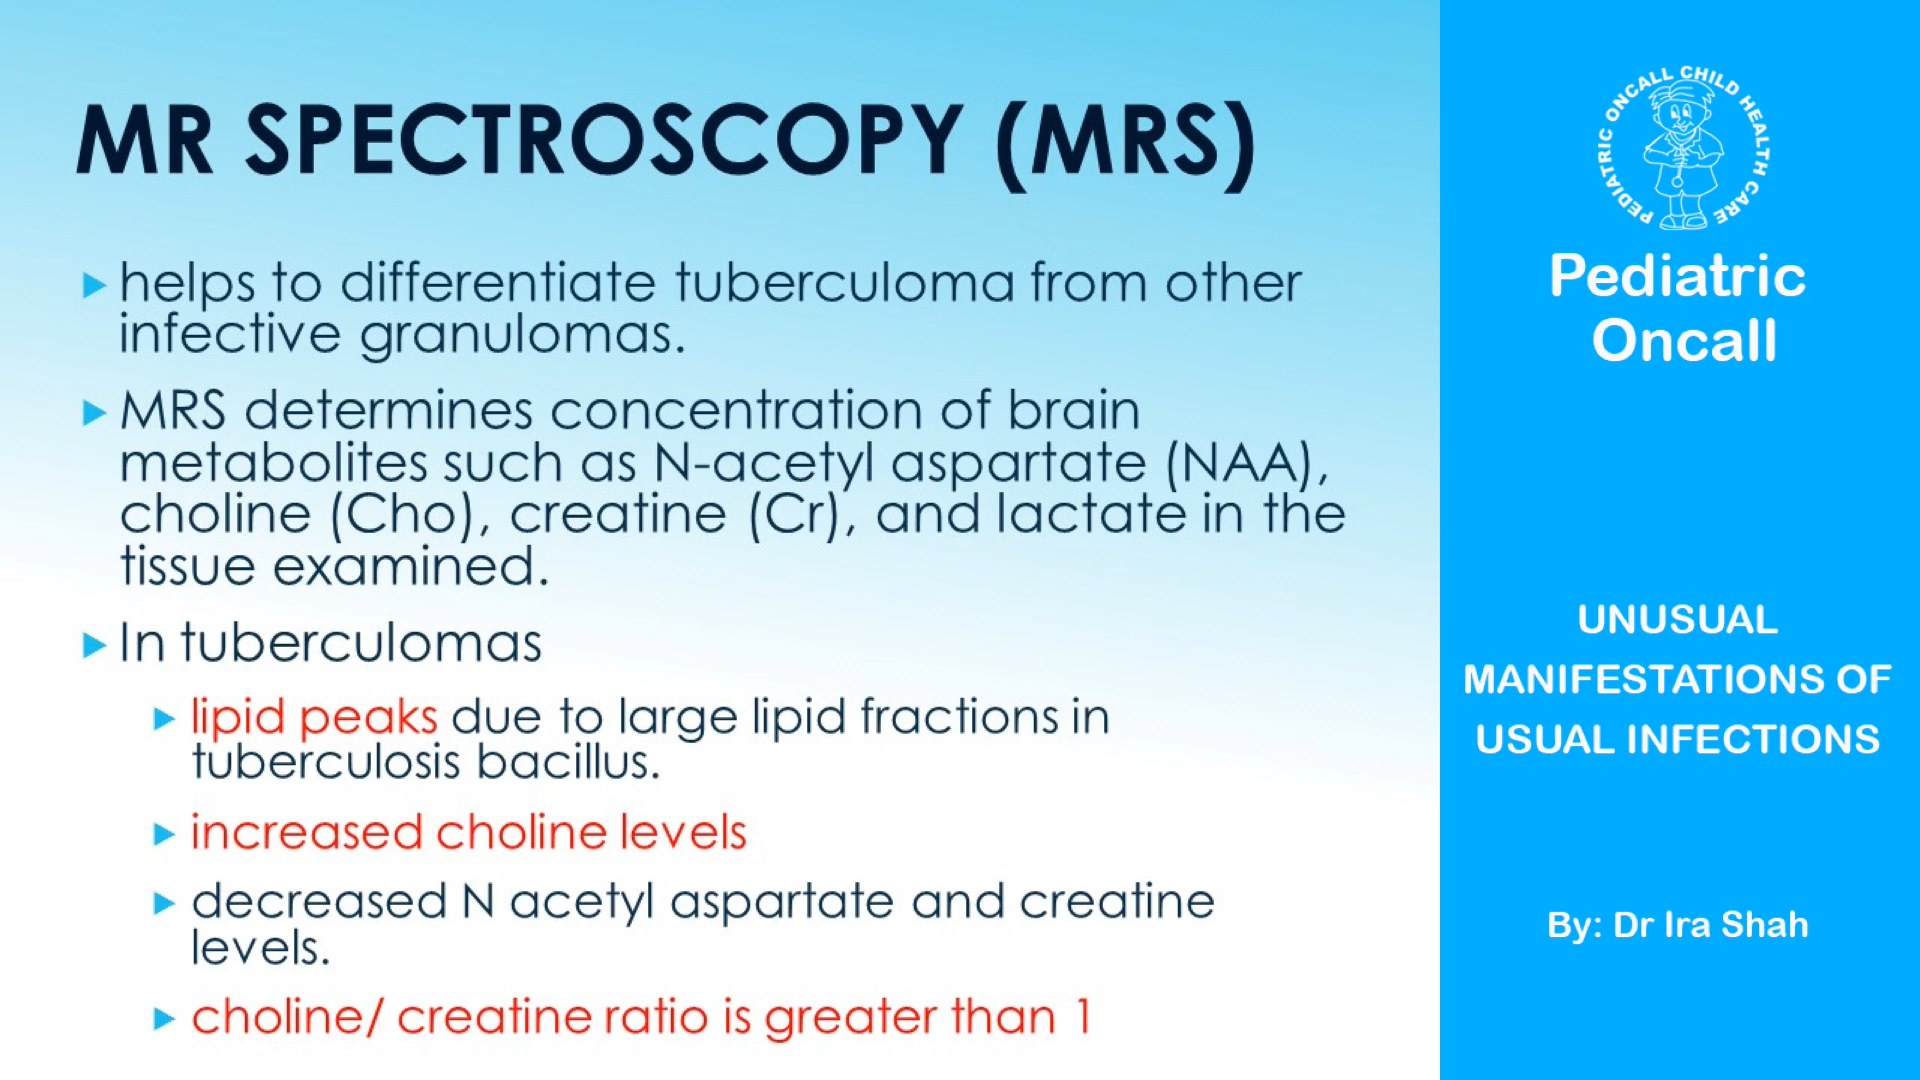 MR SPECTROSCOPY (MRS)
helps to differentiate tuberculoma from other
infective granulomas.
MRS determines concentration of brain
metabolites such as N-acetyl aspartate (NAA),
choline (Cho), creatine (Cr), and lactate in the
tissue examined.
In tuberculomas
lipid peaks due to large lipid fractions in
tuberculosis bacillus.
increased choline levels
decreased N acetyl aspartate and creatine
levels.
choline/ creatine ratio is greater than 1
PEDIATRIC ONCALL CHILD HEALTH CARE
Pediatric
Oncall
UNUSUAL
MANIFESTATIONS OF
USUAL INFECTIONS
By: Dr Ira Shah